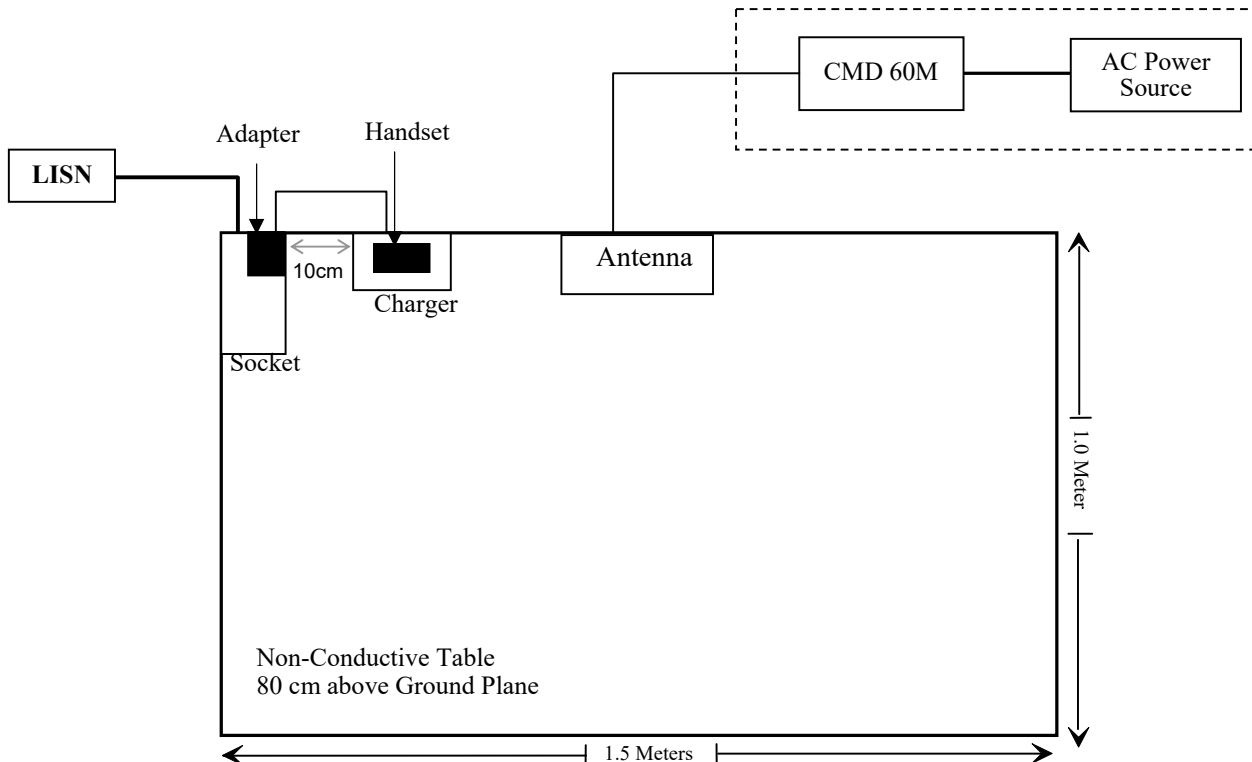 CMD 60M
AC Power
Source
Adapter
Handset
LISN
10cm
Antenna
Charger
Socket
1.0 Meter
Non-Conductive Table
80 cm above Ground Plane
1.5 Meters